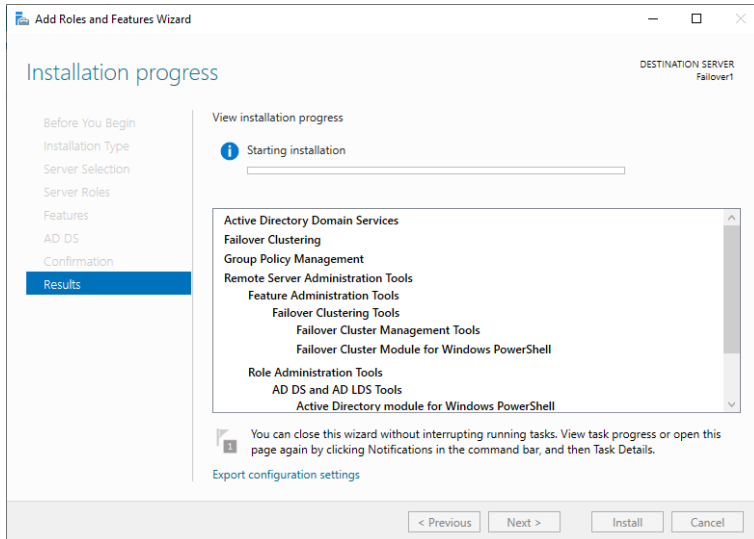 Add Roles and Features Wizard
Installation progress
DESTINATION SERVER
Failover1
Before You Begin
Installation Type
Server Selection
Server Roles
Features
AD DS
Confirmation
Results
View installation progress
Starting installation
Active Directory Domain Services
Failover Clustering
Group Policy Management
Remote Server Administration Tools
Feature Administration Tools
Failover Clustering Tools
Failover Cluster Management Tools
Failover Cluster Module for Windows PowerShell
Role Administration Tools
AD DS and AD LDS Tools
Active Directory module for Windows PowerShell
1
You can close this wizard without interrupting running tasks. View task progress or open this
page again by clicking Notifications in the command bar, and then Task Details.
Export configuration settings
< Previous
Next >
Install
Cancel